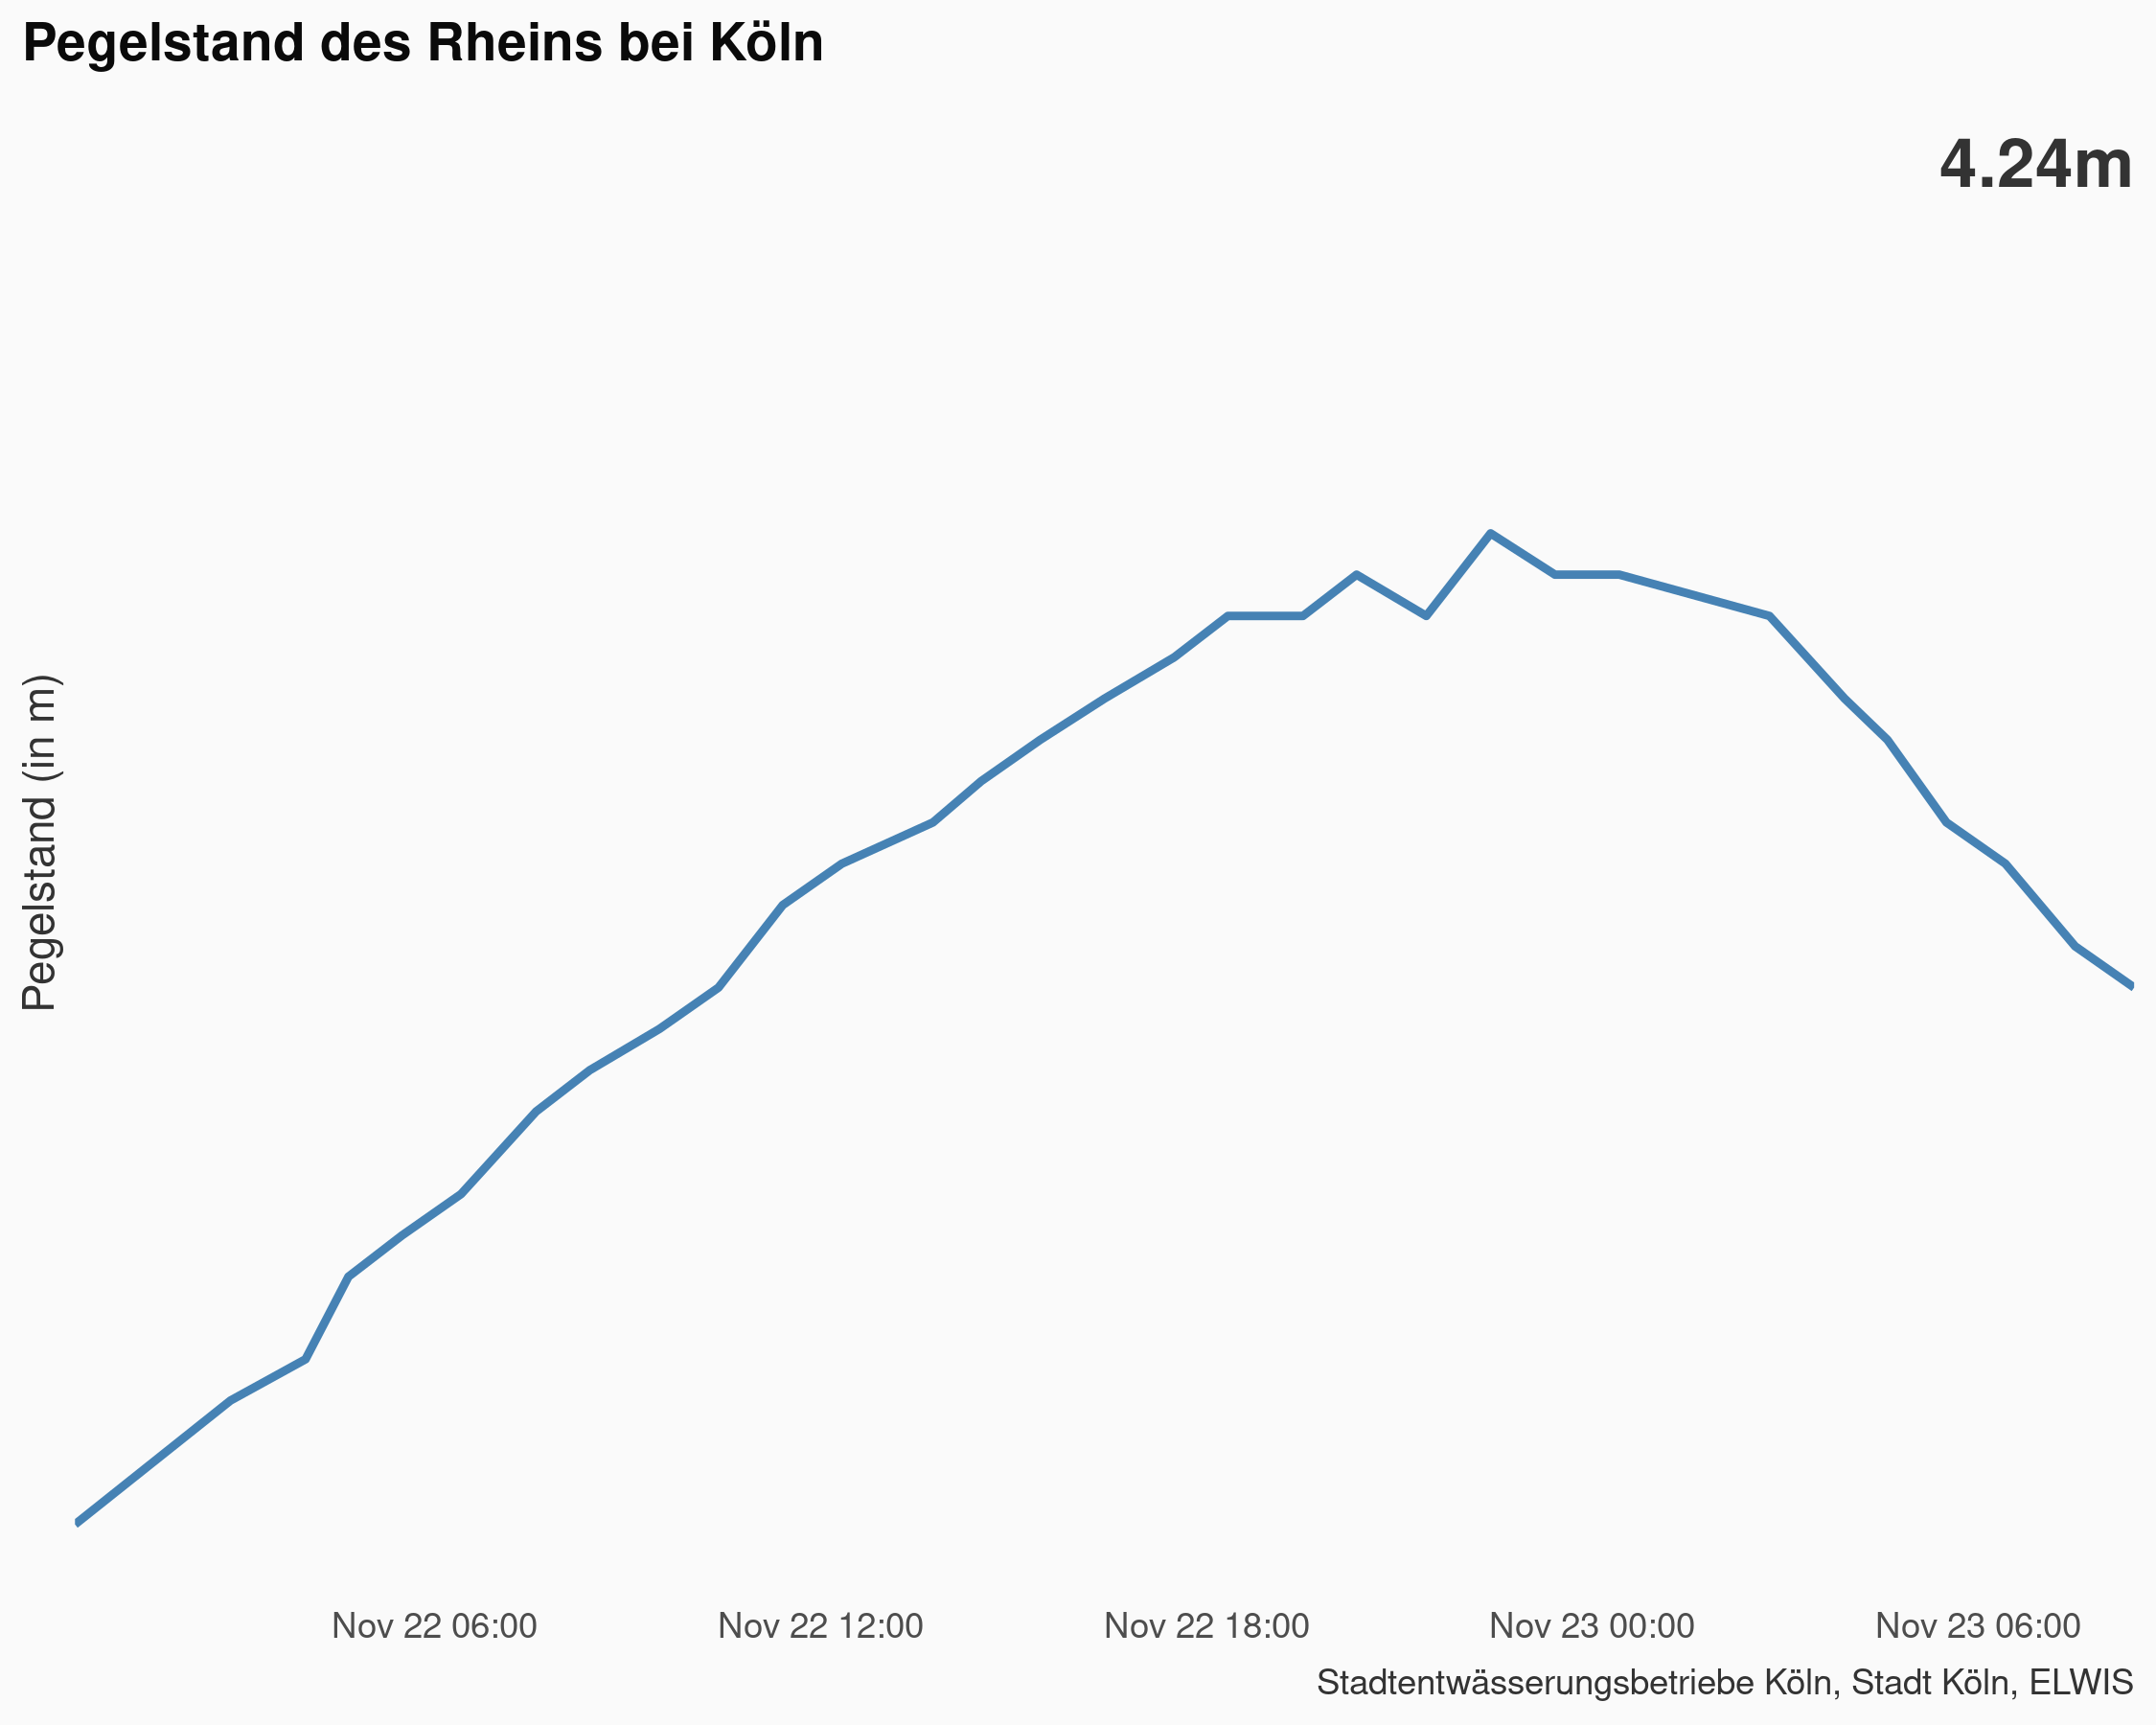 Pegelstand des Rheins bei Köln
4.24m
Pegelstand (in m)
Nov 22 06:00
Nov 22 12:00
Nov 22 18:00
Nov 23 00:00
Nov 23 06:00
Stadtentwässerungsbetriebe Köln, Stadt Köln, ELWIS